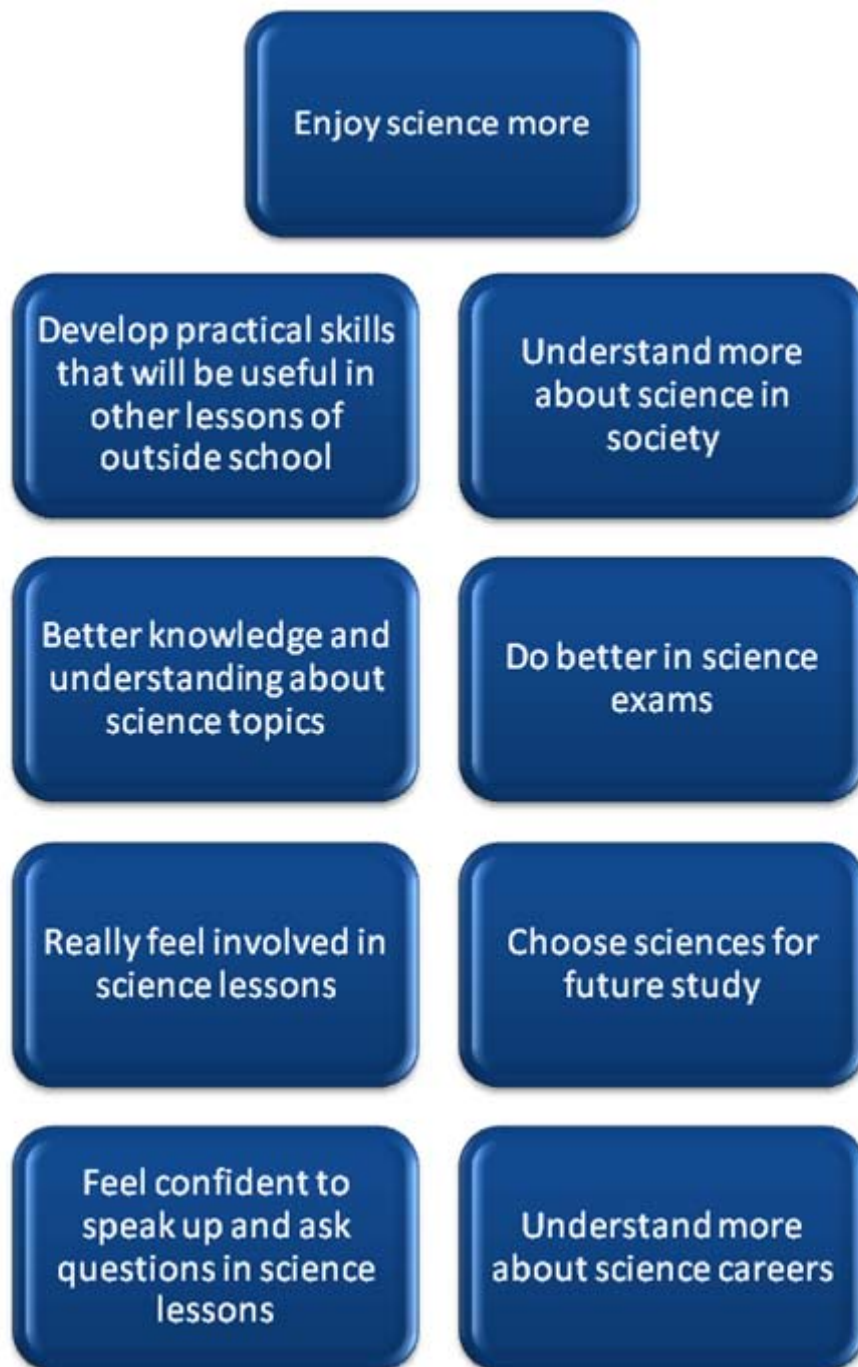 Enjoy science more
Develop practical skills
that will be useful in
other lessons of
outside school
Understand more
about science in
society
Better knowledge and
understanding about
science topics
Do better in science
exams
Really feel involved in
science lessons
Choose sciences for
future study
Feel confident to
speak up and ask
questions in science
lessons
Understand more
about science careers